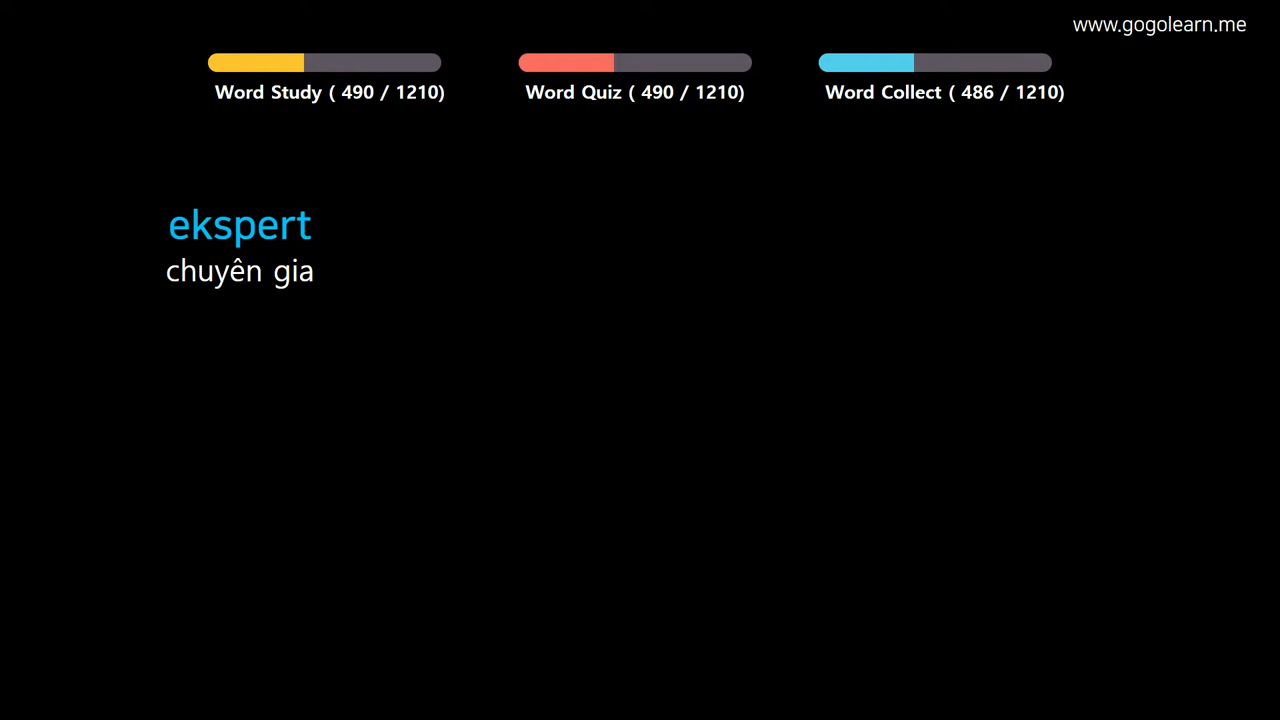 www.gogolearn.me
Word Study ( 490 / 1210)
Word Quiz ( 490 / 1210)
Word Collect ( 486 / 1210)
ekspert
chuyên gia